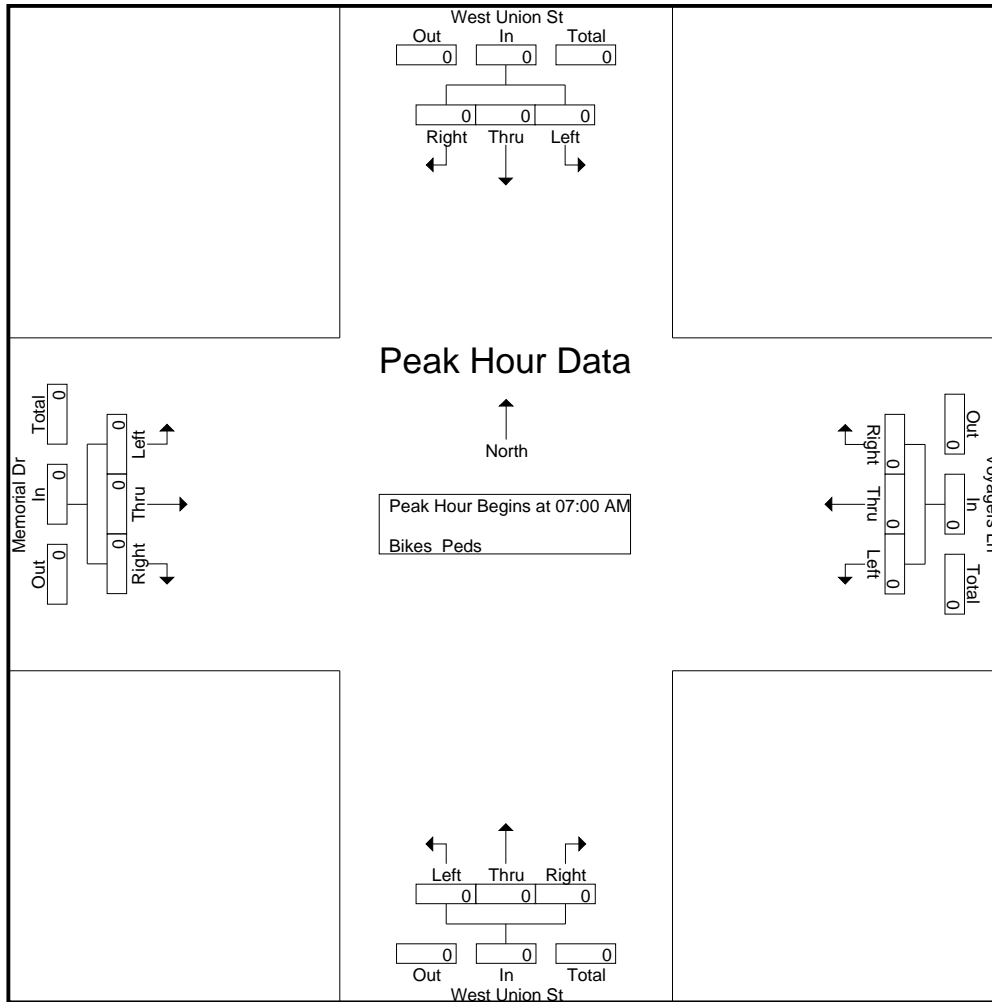 West Union St
Out In Total
0 0 0
0 0 0
Right Thru Left
Peak Hour Data
North
Peak Hour Begins at 07:00 AM
Bikes Peds
Memorial Dr
Out In Total
0 0 0
0 0 0
Right Thru Left
Out In Total
0 0 0
0 0 0
Right Thru Left
Left Thru Right
0 0 0
0 0 0
Out In Total
West Union St